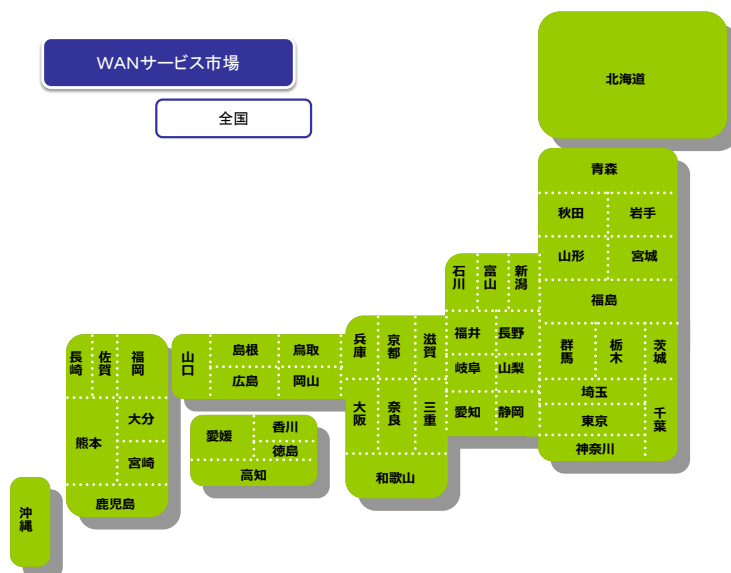 WANサービス市場
全国
北海道
青森
秋田
岩手
山形
宮城
福島
石川
富山
新潟
福井
長野
岐阜
山梨
愛知
静岡
群馬
栃木
茨城
埼玉
東京
千葉
神奈川
兵庫
京都
滋賀
大阪
奈良
三重
和歌山
山口
島根
鳥取
広島
岡山
愛媛
香川
徳島
高知
長崎
佐賀
福岡
熊本
大分
宮崎
鹿児島
沖縄